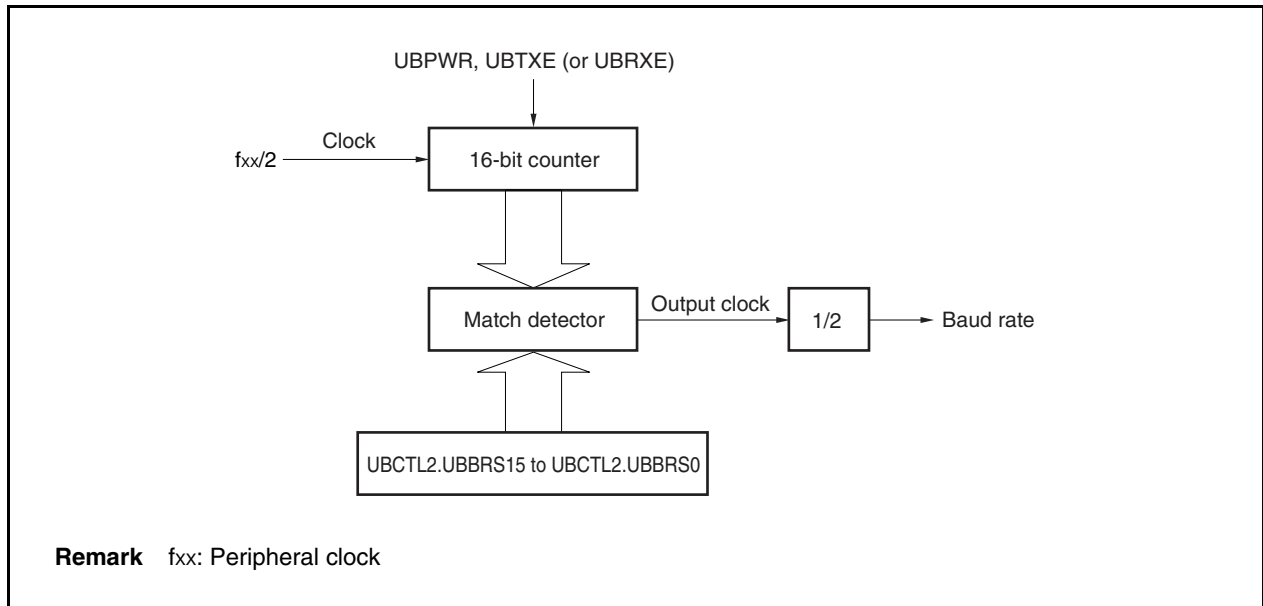 UBPWR, UBTXE (or UBRXE)
Clock
fxx/2
16-bit counter
Match detector
Output clock
1/2
Baud rate
UBCTL2.UBBRS15 to UBCTL2.UBBRS0
Remark fxx: Peripheral clock